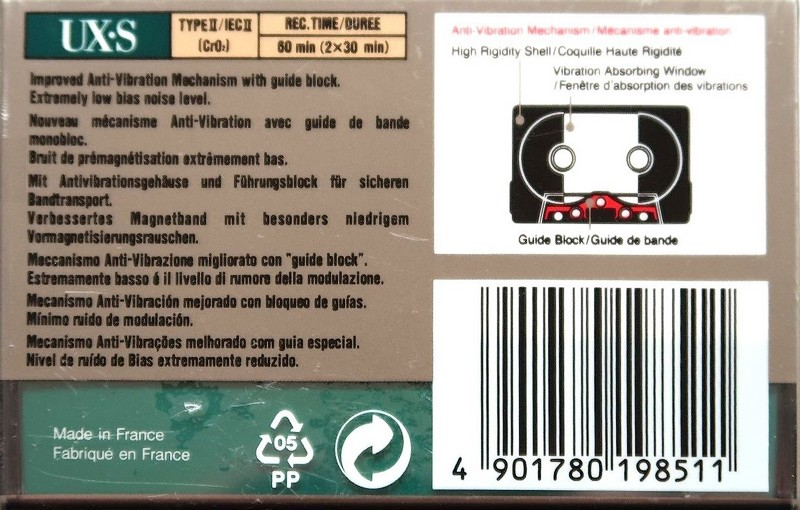 UX·S
TYPE II/IEC II
(CrO₂)
REC.TIME/DUREE
60 min (2×30 min)
Improved Anti-Vibration Mechanism with guide block.
Extremely low bias noise level.
Nouveau mécanisme Anti-Vibration avec guide de bande
monobloc.
Bruit de prémagnétisation extrêmement bas.
Mit Antivibrationsgehäuse und Führungsblock für sicheren
Bandtransport.
Verbessertes Magnetband mit besonders niedrigem
Vormagnetisierungsrauschen.
Meccanismo Anti-Vibrazione migliorato con "guide block".
Estremamente basso é il livello di rumore della modulazione.
Mecanismo Anti-Vibración mejorado con bloqueo de guías.
Mínimo ruido de modulación.
Mecanismo Anti-Vibrações melhorado com guia especial.
Nivel de ruído de Bias extremamente reduzido.
Made in France
Fabriqué en France
05
PP
Anti-Vibration Mechanism/Mécanisme anti-vibration
High Rigidity Shell/Coquille Haute Rigidité
Vibration Absorbing Window
/Fenêtre d'absorption des vibrations
Guide Block/Guide de bande
4 901780 198511